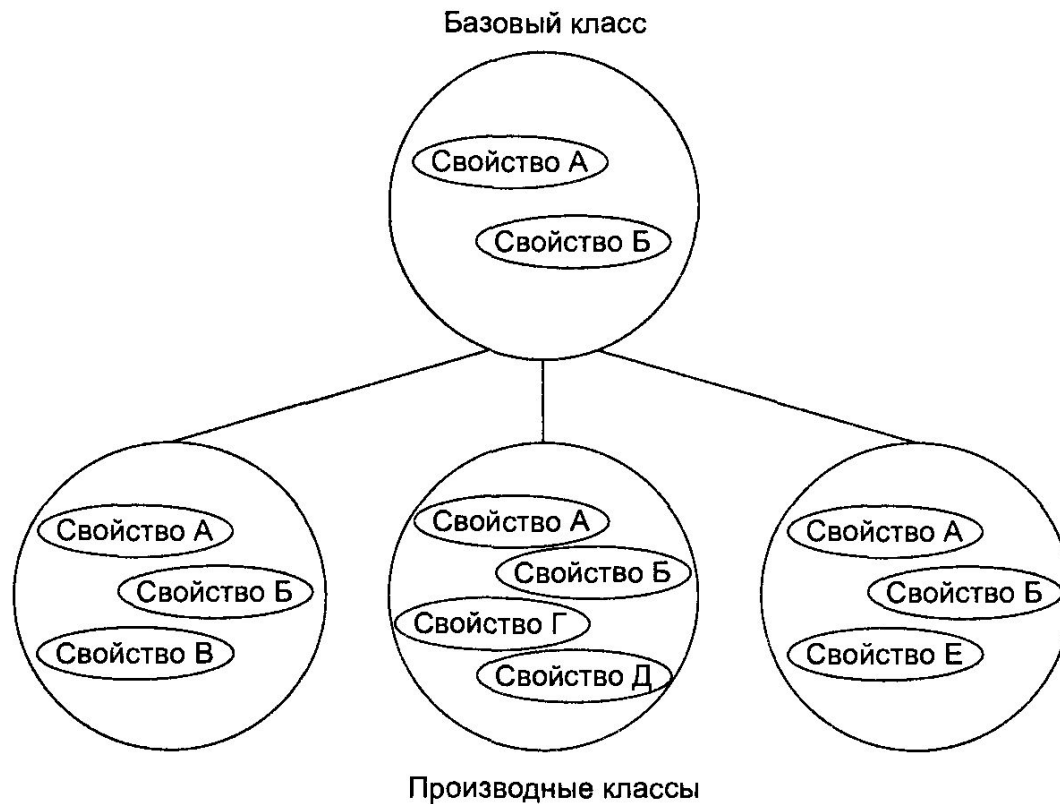 Базовый класс
Свойство А
Свойство Б
Свойство А
Свойство Б
Свойство В
Свойство А
Свойство Б
Свойство Г
Свойство Д
Свойство А
Свойство Б
Свойство Е
Производные классы